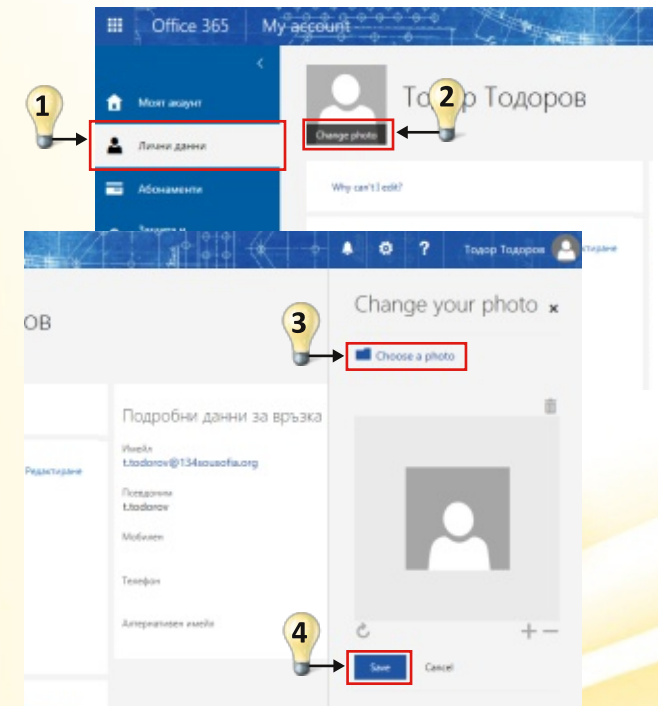 Office 365 My account
1
Моят акаунт
Лични данни
Абонаменти
Тодор Тодоров
2
Change photo
Why can't I edit?
Тодор Тодоров
ОВ
Редактиране
Подробни данни за връзка
Имейл
t.todorov@134sousofia.org
Псевдоним
t.todorov
Мобилен
Телефон
Алтернативен имейл
3
Change your photo ×
Choose a photo
4
Save Cancel